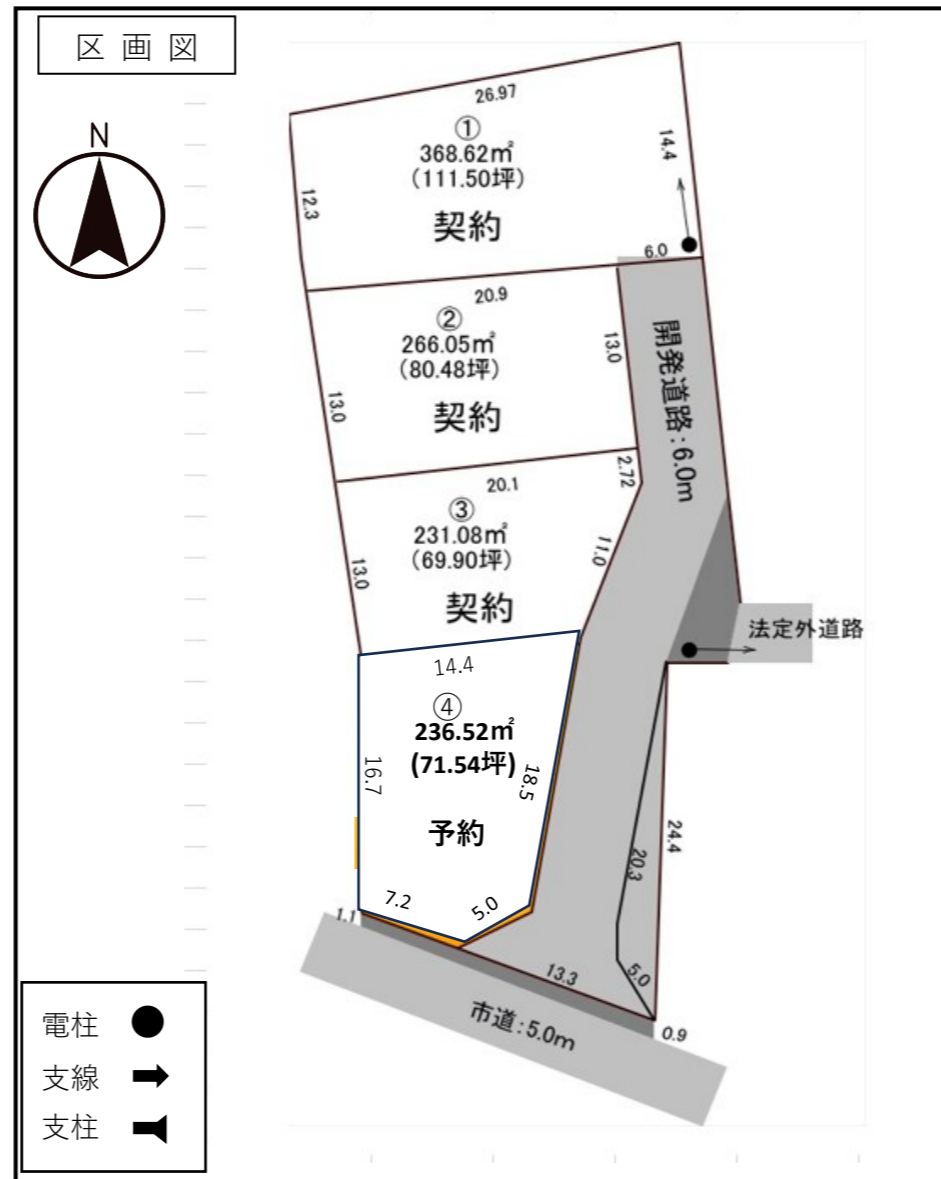 区画図
N
26.97
①
368.62㎡
(111.50坪)
契約
12.3
14.4
6.0
20.9
②
266.05㎡
(80.48坪)
契約
13.0
13.0
開発道路:6.0m
20.1
2.72
③
231.08㎡
(69.90坪)
契約
13.0
11.0
法定外道路
14.4
④
236.52㎡
(71.54坪)
予約
16.7
18.5
7.2
5.0
1.1
24.4
20.3
5.0
13.3
0.9
市道:5.0m
電柱
支線
支柱